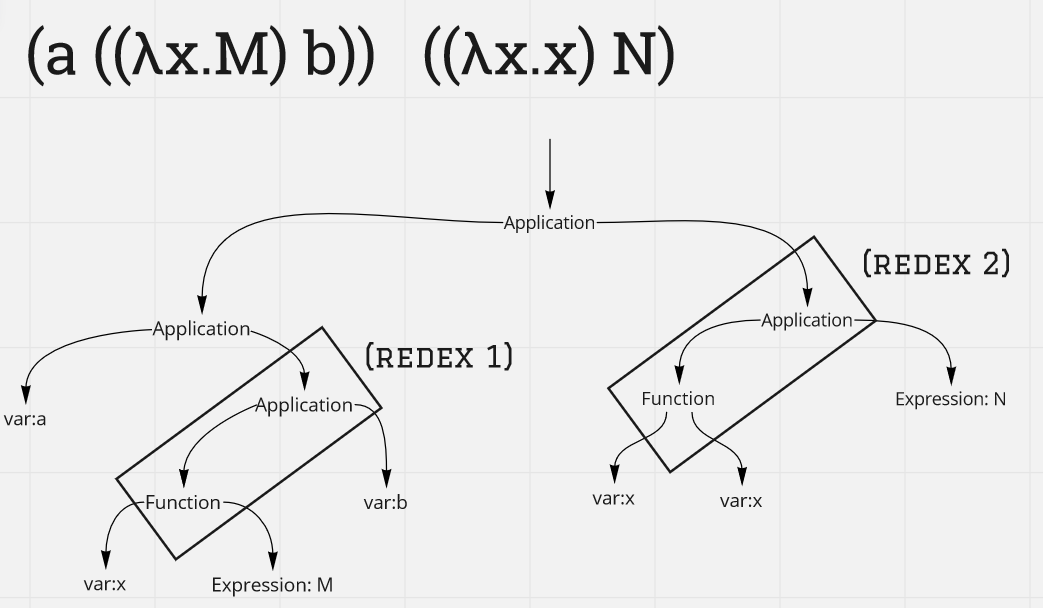 (a ((λx.M) b)) ((λx.x) N)
Application
(REDEX 2)
Application
Application
(REDEX 1)
Application
Function
Expression: N
var:a
Function
var:b
var:x
var:x
var:x
Expression: M